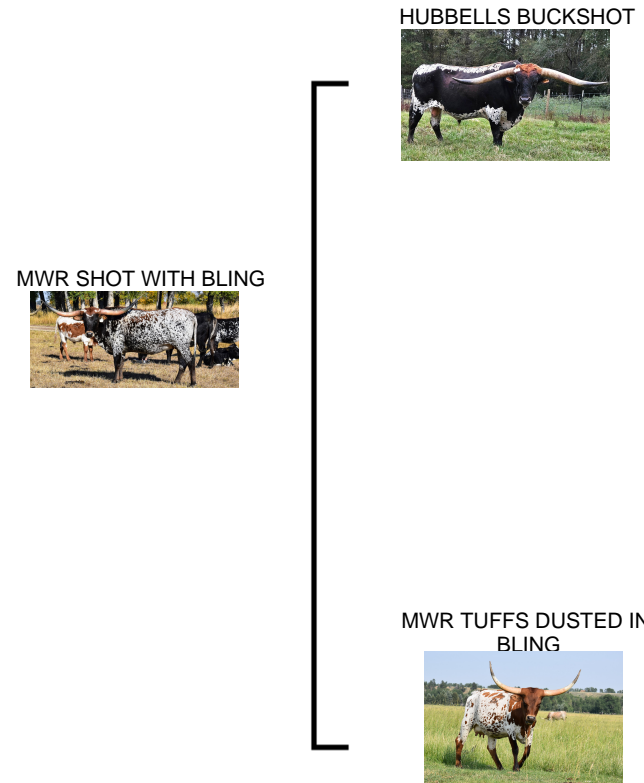 HUBBELLS BUCKSHOT
MWR SHOT WITH BLING
MWR TUFFS DUSTED IN
BLING